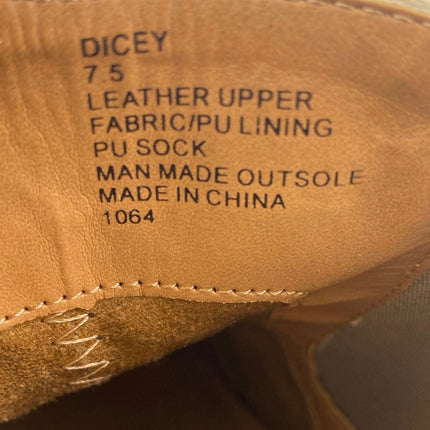 DiCEY
7.5
LEATHER UPPER
FABRIC/PU LINING
PU SOCK
MAN MADE OUTSOLE
MADE IN CHINA
1064